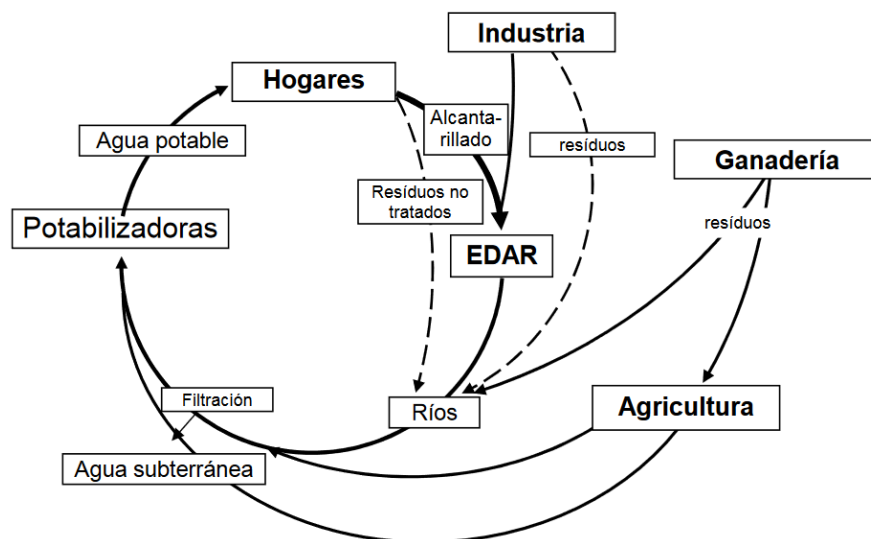 Industria
Hogares
Alcanta-
rillado
Agua potable
resíduos
Ganadería
Resíduos no
tratados
Potabilizadoras
resíduos
EDAR
Filtración
Ríos
Agricultura
Agua subterránea